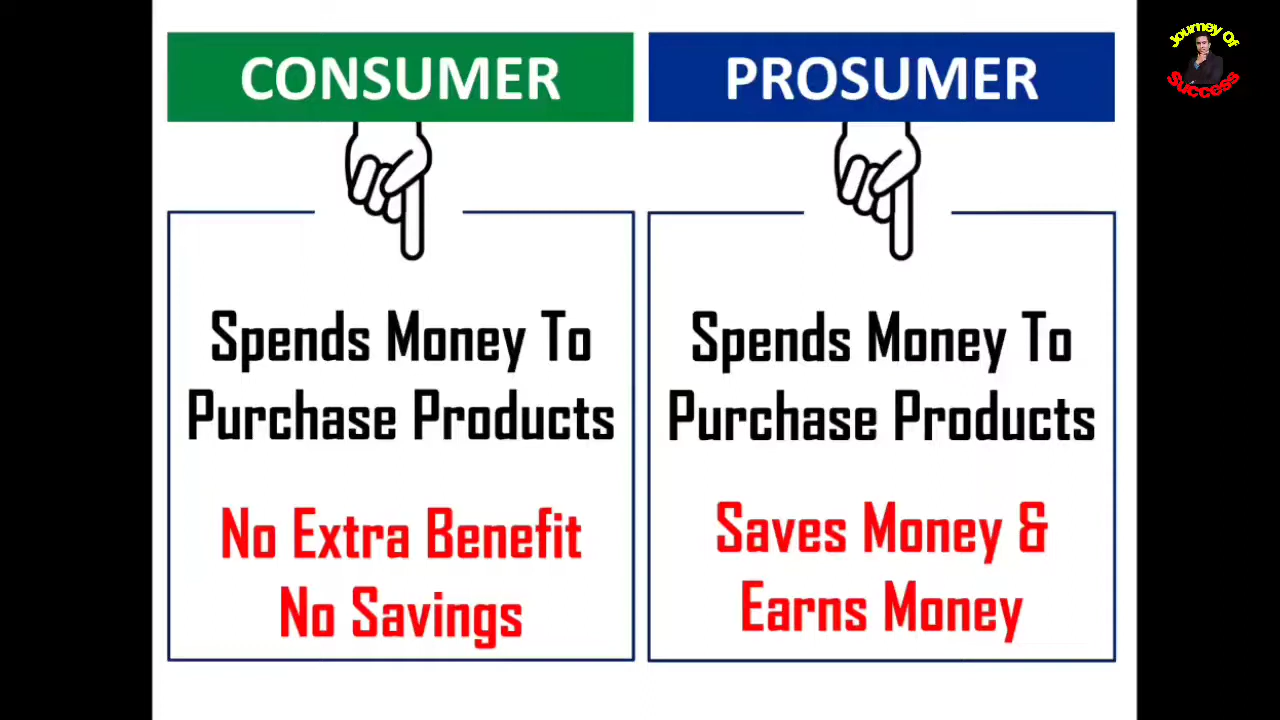 CONSUMER
Spends Money To
Purchase Products
No Extra Benefit
No Savings
PROSUMER
Spends Money To
Purchase Products
Saves Money &
Earns Money
Journey Of
Success